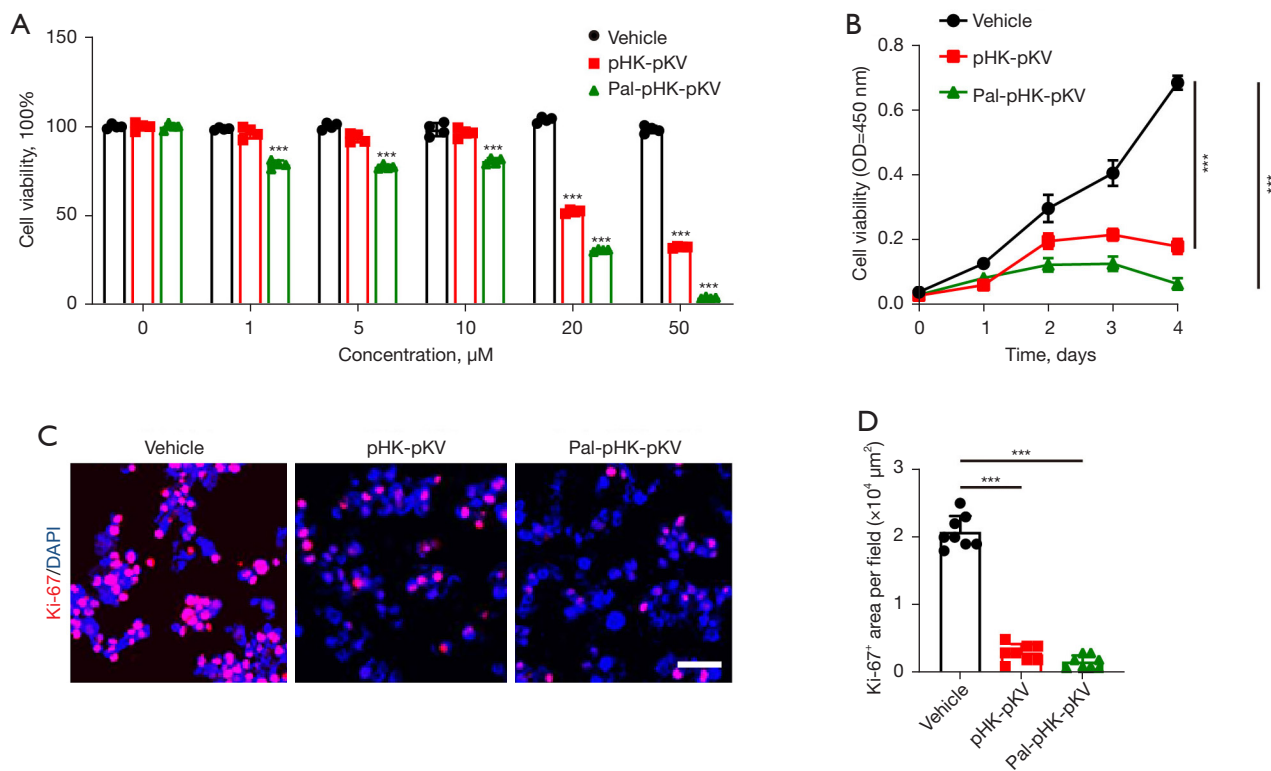 A
Cell viability, 100%
150
100
50
0
Vehicle
pHK-pKV
Pal-pHK-pKV
***
***
***
***
***
***
***
0
1
5
10
20
50
Concentration, μM
B
Cell viability (OD=450 nm)
0.8
0.6
0.4
0.2
0.0
Vehicle
pHK-pKV
Pal-pHK-pKV
***
***
0
1
2
3
4
Time, days
C
Vehicle
pHK-pKV
Pal-pHK-pKV
Ki-67/DAPI
D
Ki-67⁺ area per field (×10⁴ μm²)
3
2
1
0
***
***
Vehicle
pHK-pKV
Pal-pHK-pKV